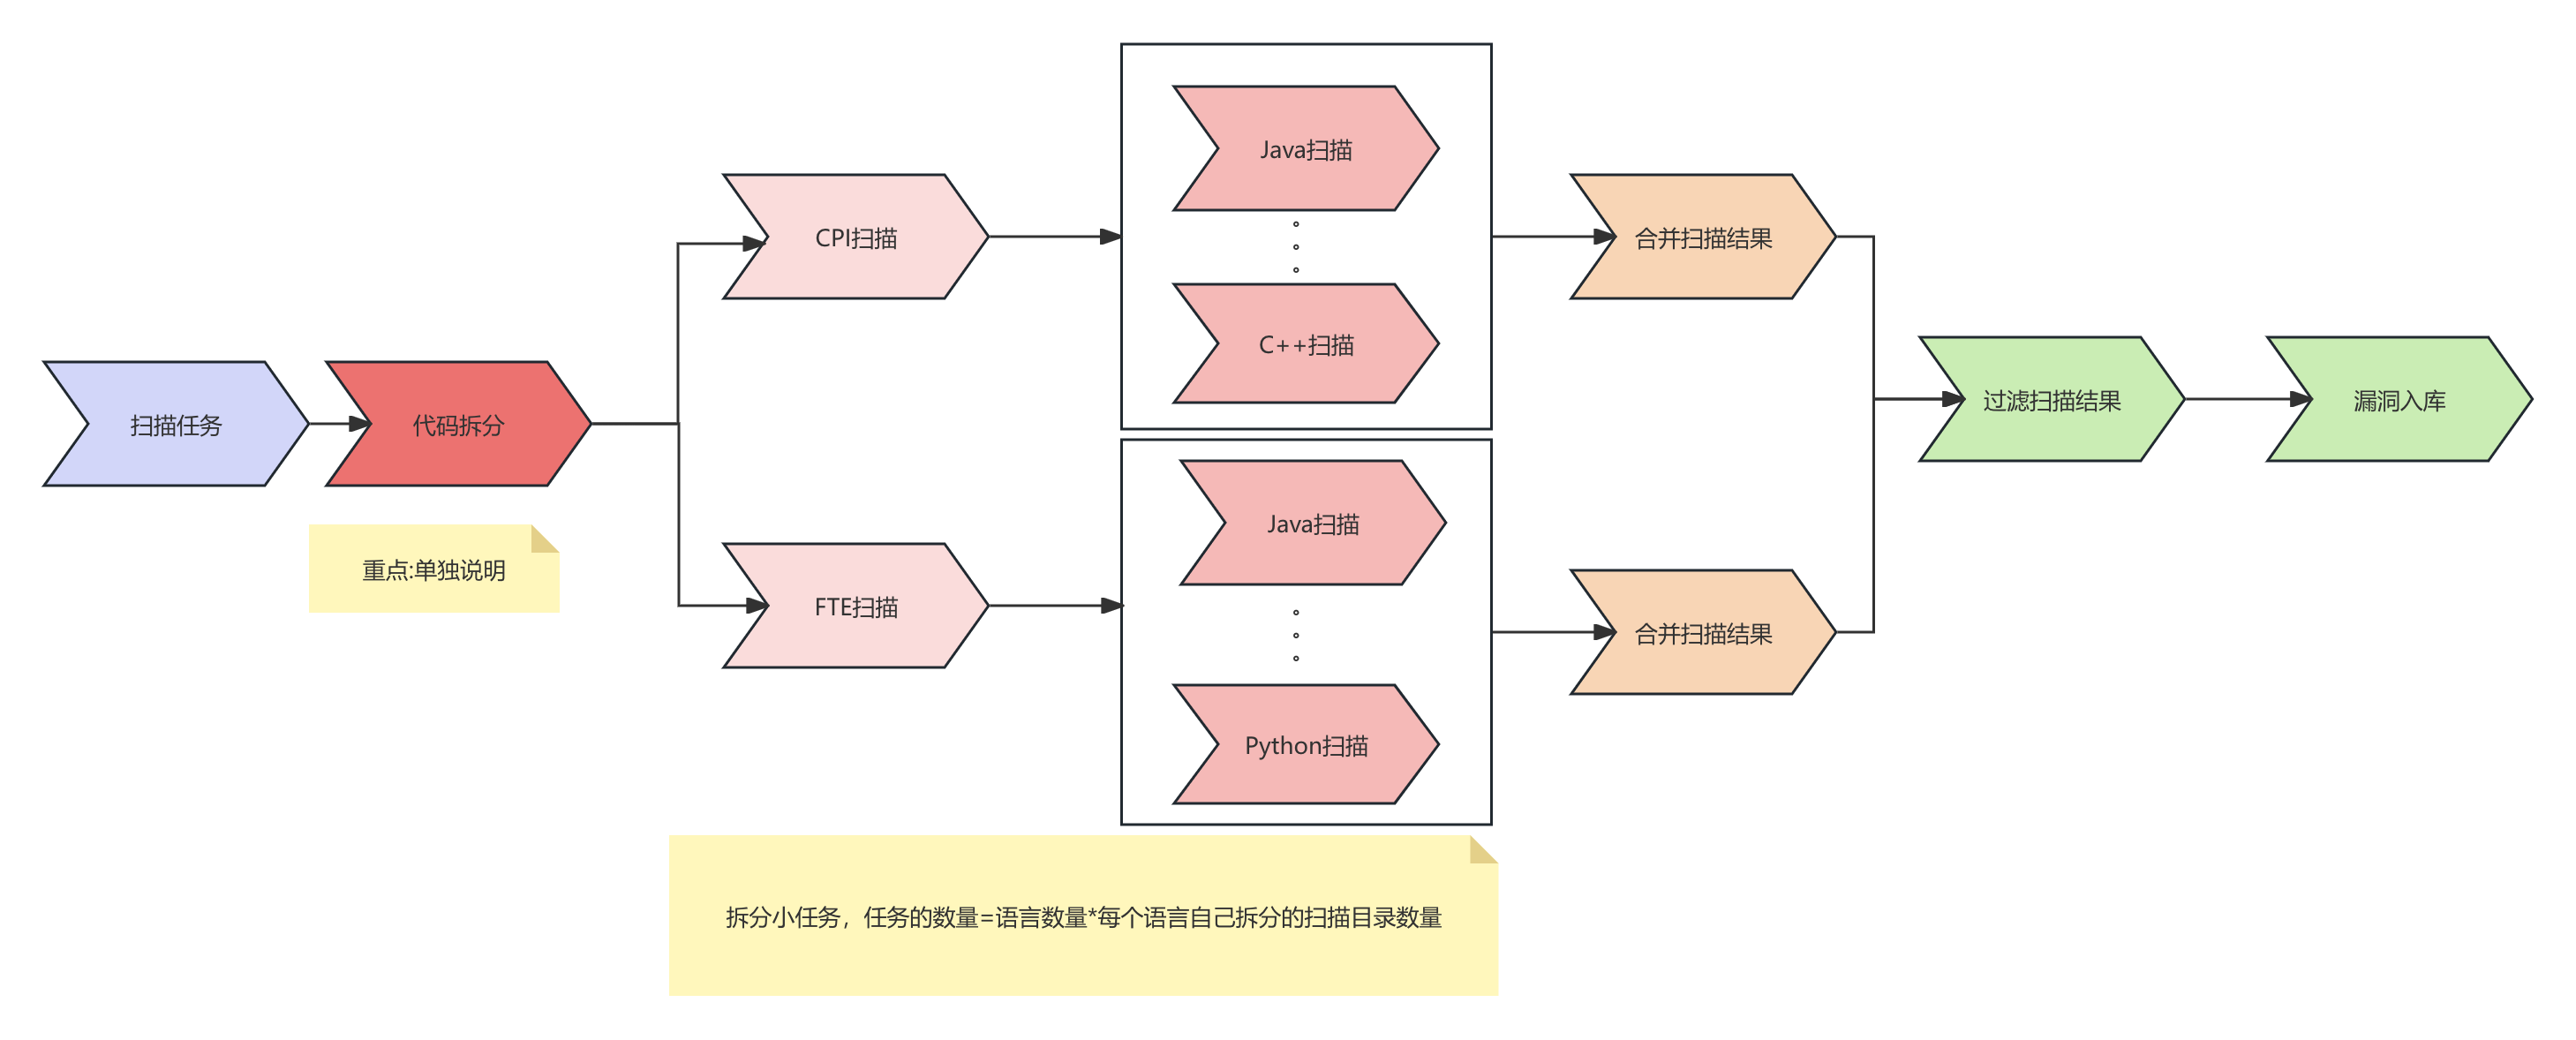 扫描任务
代码拆分
重点:单独说明
CPI扫描
FTE扫描
Java扫描
C++扫描
Java扫描
Python扫描
合并扫描结果
合并扫描结果
过滤扫描结果
漏洞入库
拆分小任务，任务的数量=语言数量*每个语言自己拆分的扫描目录数量